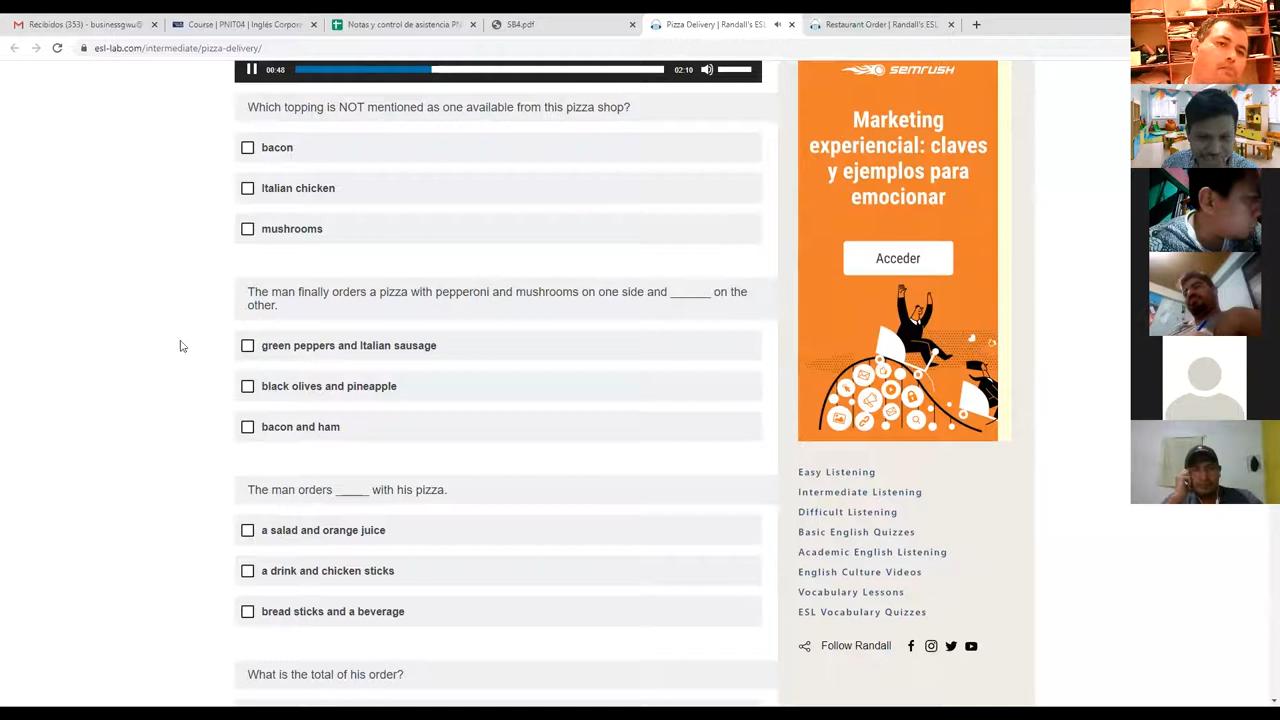 Recibidos (353) - businessgwu@
Course | PNIT04 | Inglés Corpor
Notas y control de asistencia PN
SB4.pdf
Pizza Delivery | Randall's ESL
Restaurant Order | Randall's ESL
esl-lab.com/intermediate/pizza-delivery/
00:48
02:10
Which topping is NOT mentioned as one available from this pizza shop?
bacon
Italian chicken
mushrooms
The man finally orders a pizza with pepperoni and mushrooms on one side and ______ on the
other.
green peppers and Italian sausage
black olives and pineapple
bacon and ham
The man orders _____ with his pizza.
a salad and orange juice
a drink and chicken sticks
bread sticks and a beverage
What is the total of his order?
SEMRUSH
Marketing
experiencial: claves
y ejemplos para
emocionar
Acceder
Easy Listening
Intermediate Listening
Difficult Listening
Basic English Quizzes
Academic English Listening
English Culture Videos
Vocabulary Lessons
ESL Vocabulary Quizzes
Follow Randall